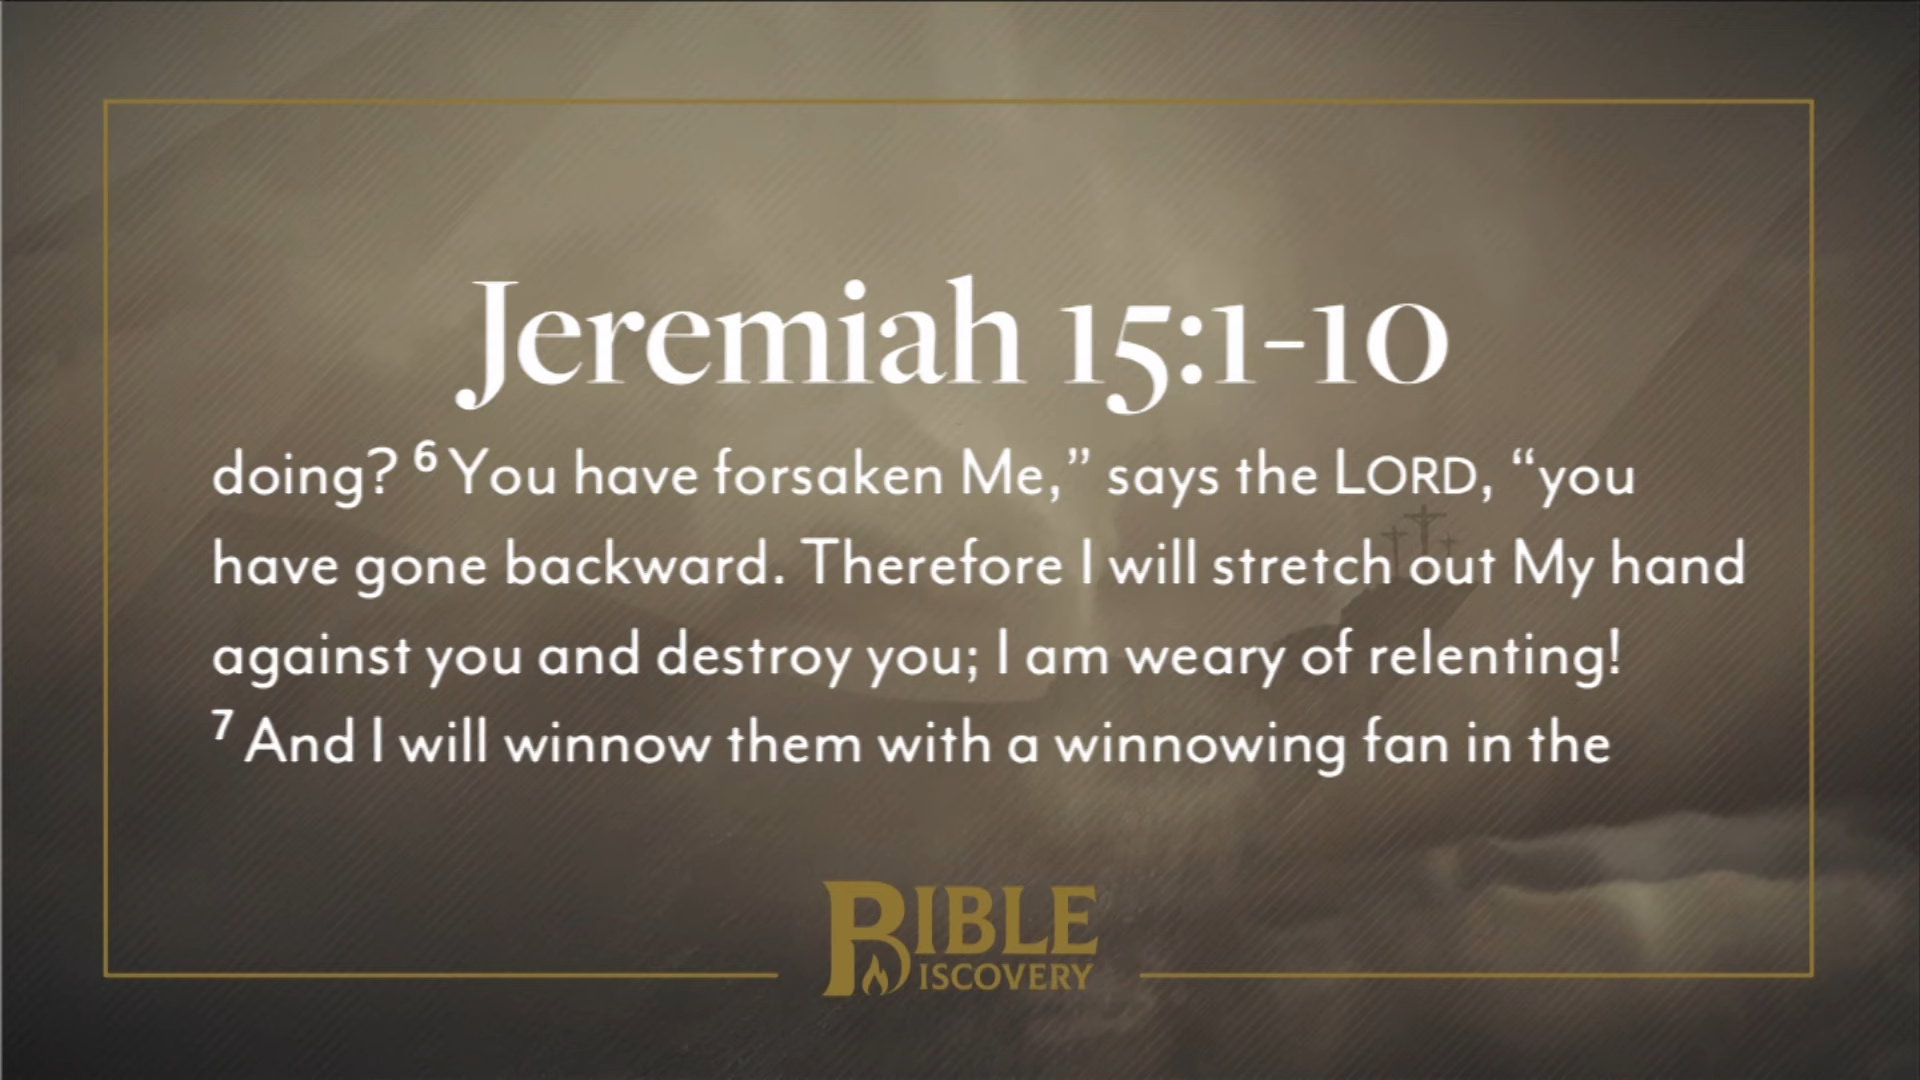 Jeremiah 15:1-10
doing? 6 You have forsaken Me,” says the LORD, “you
have gone backward. Therefore I will stretch out My hand
against you and destroy you; I am weary of relenting!
7 And I will winnow them with a winnowing fan in the
BIBLE
DISCOVERY